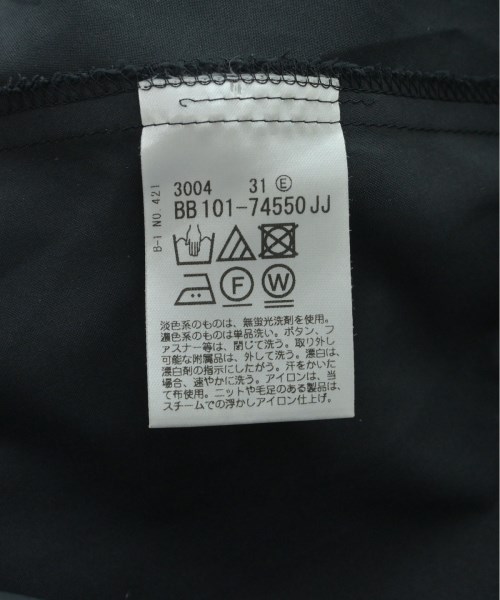 B-1 NO.421
3004 31 E
BB101-74550JJ
F W
淡色系のものは、無蛍光洗剤を使用。
濃色系のものは単品洗い。ボタン、フ
ァスナー等は、閉じて洗う。取り外し
可能な附属品は、外して洗う。漂白は、
漂白剤の指示にしたがう。汗をかいた
場合、速やかに洗う。アイロンは、当
て布使用。ニットや毛足のある製品は、
スチームでの浮かしアイロン仕上げ。